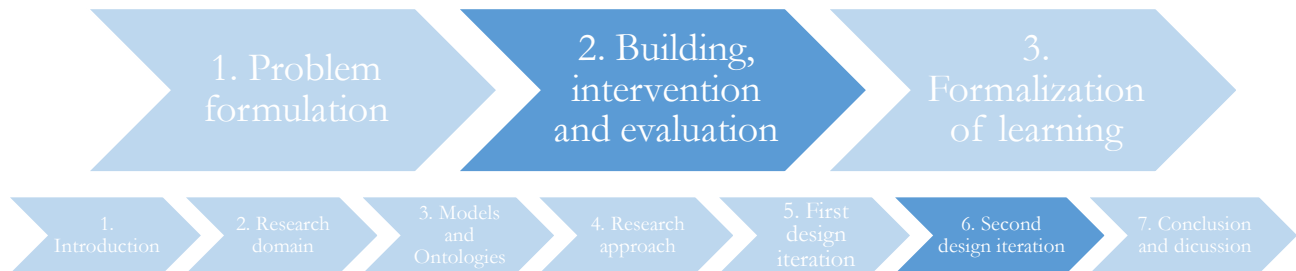 1. Problem
formulation
2. Building,
intervention
and evaluation
3.
Formalization
of learning
1.
Introduction
2. Research
domain
3. Models
and
Ontologies
4. Research
approach
5. First
design
iteration
6. Second
design iteration
7. Conclusion
and dicussion